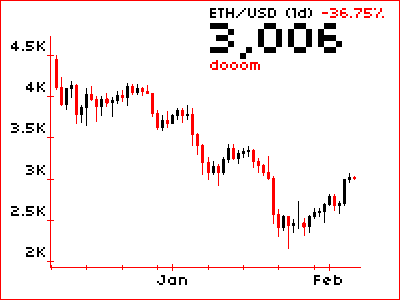 ETH/USD (1d) -36.75%
3,006
dooom
4.5K
4K
3.5K
3K
2.5K
2K
Jan Feb